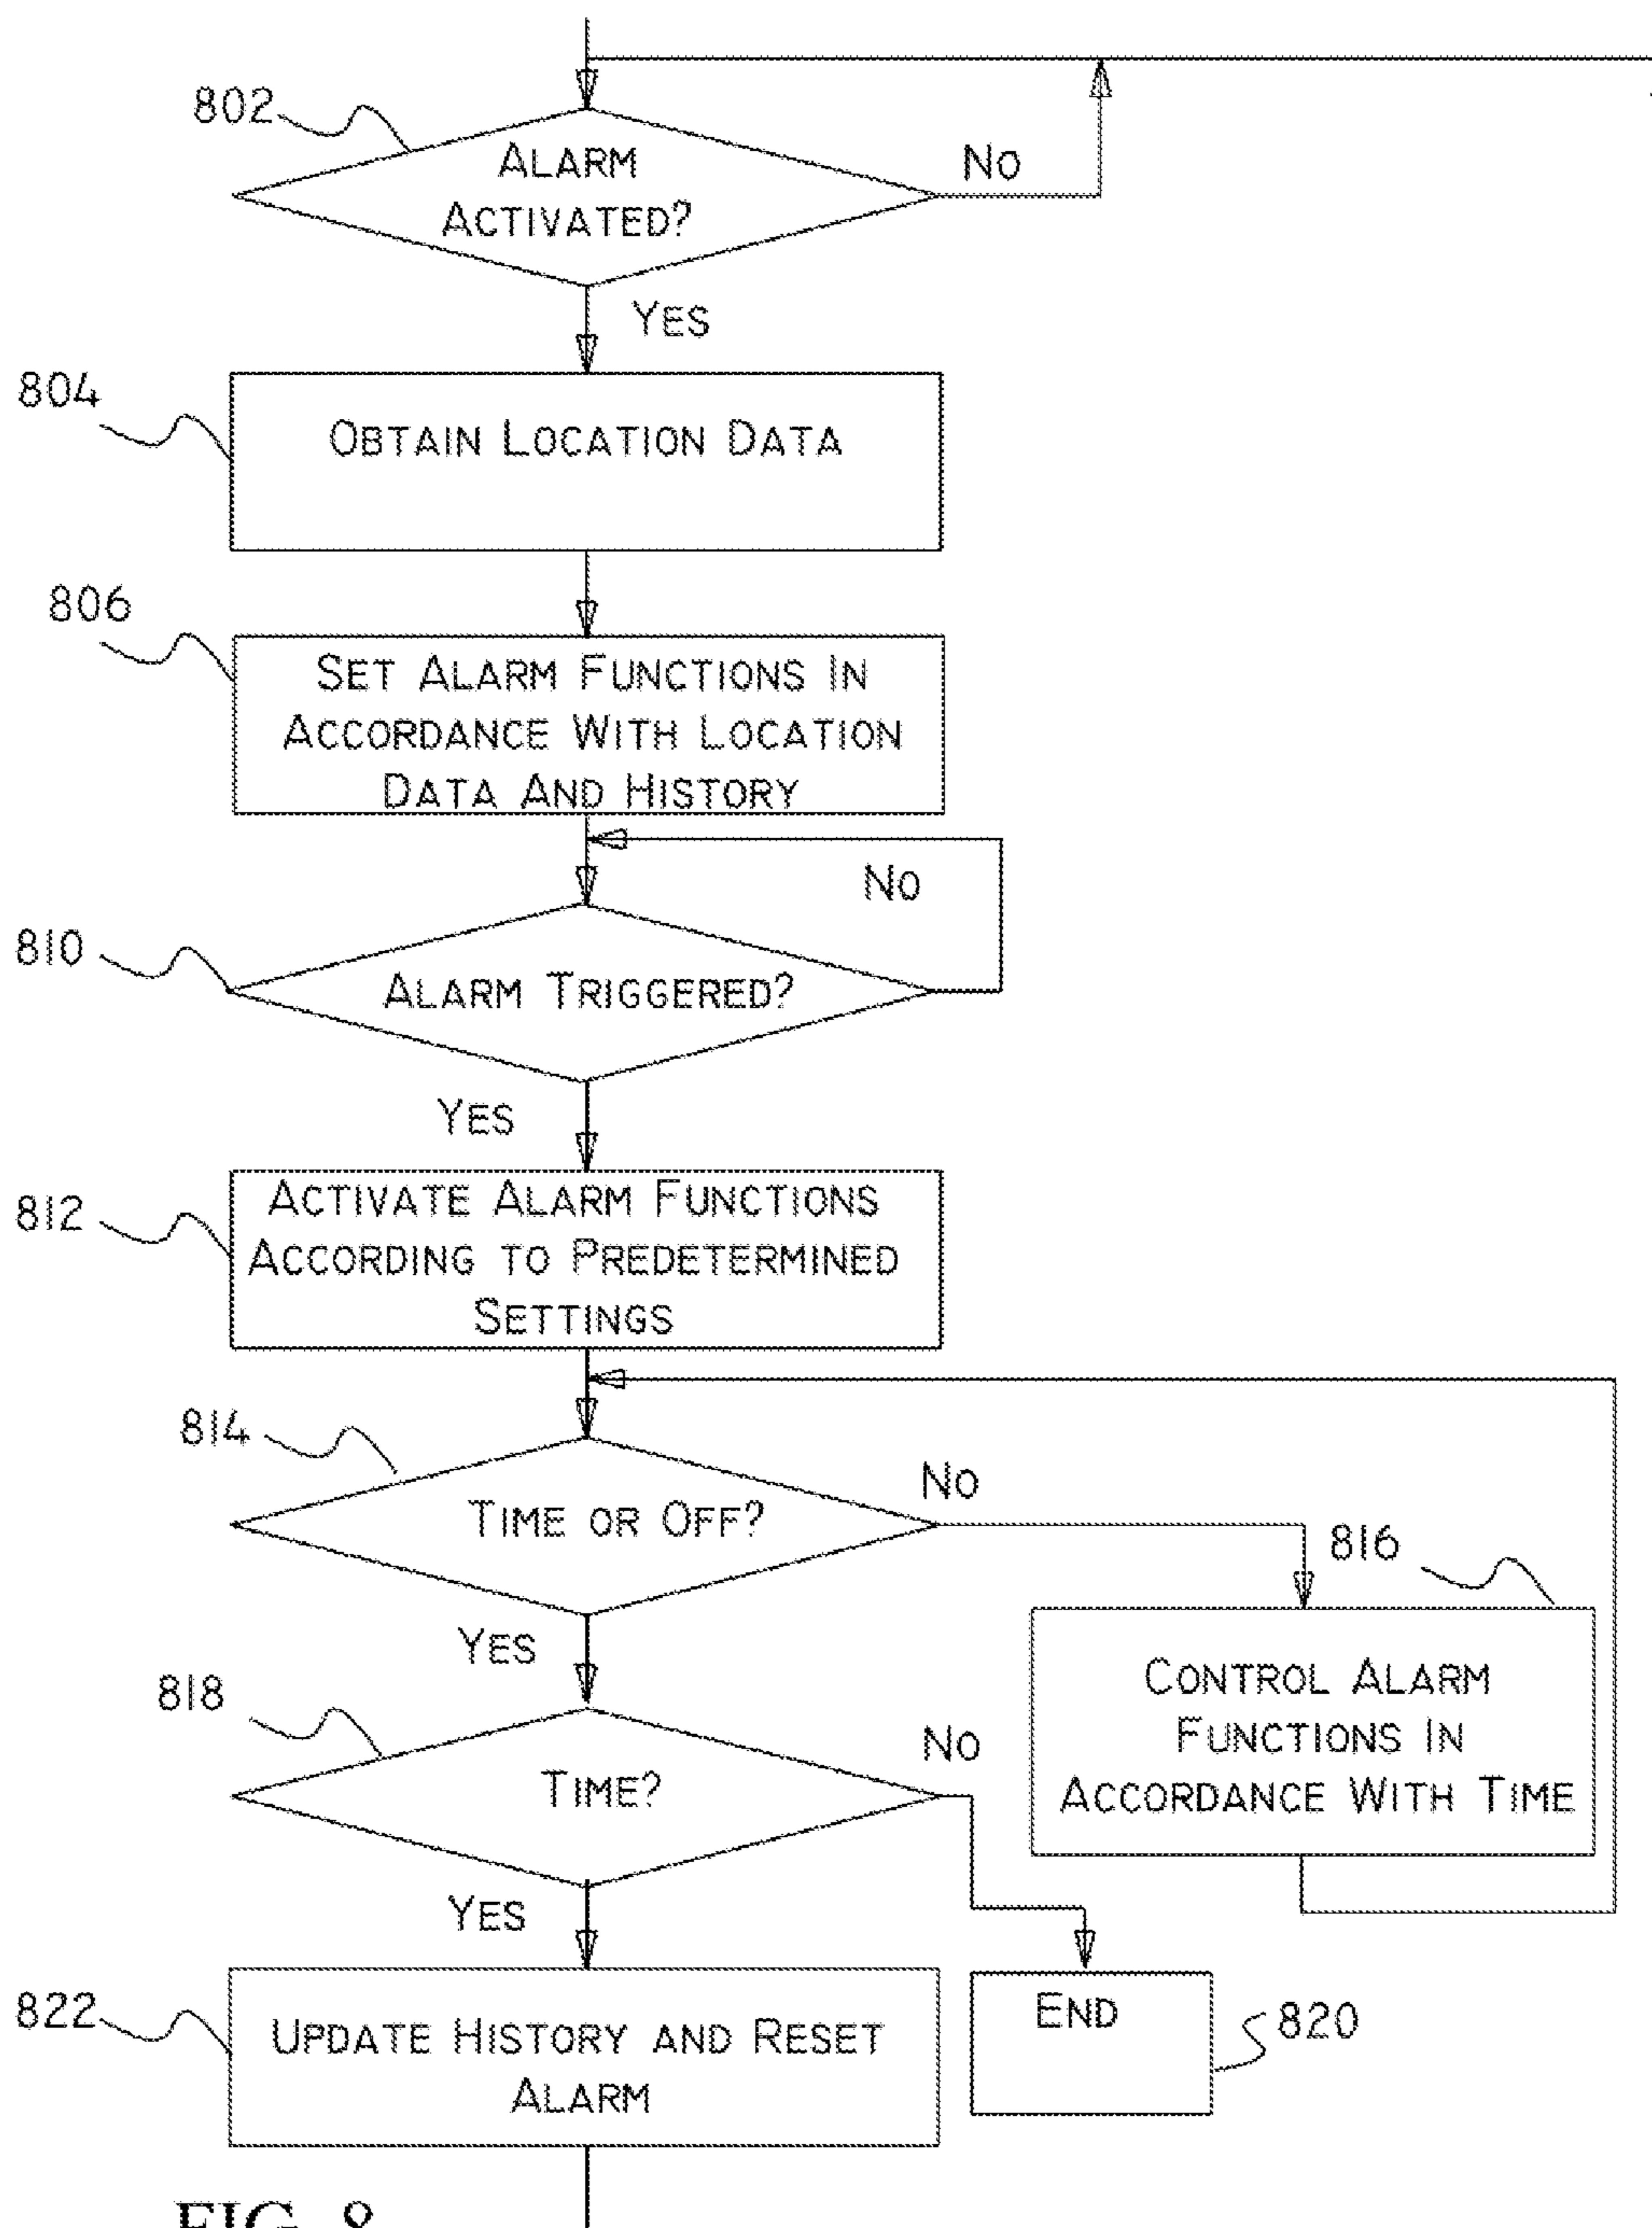 802
ALARM
ACTIVATED?
NO
YES
804
OBTAIN LOCATION DATA
806
SET ALARM FUNCTIONS IN
ACCORDANCE WITH LOCATION
DATA AND HISTORY
NO
810
ALARM TRIGGERED?
YES
812
ACTIVATE ALARM FUNCTIONS
ACCORDING TO PREDETERMINED
SETTINGS
814
TIME OR OFF?
NO
816
YES
CONTROL ALARM
FUNCTIONS IN
ACCORDANCE WITH TIME
818
TIME?
NO
YES
822
UPDATE HISTORY AND RESET
ALARM
END
820
FIG. 8